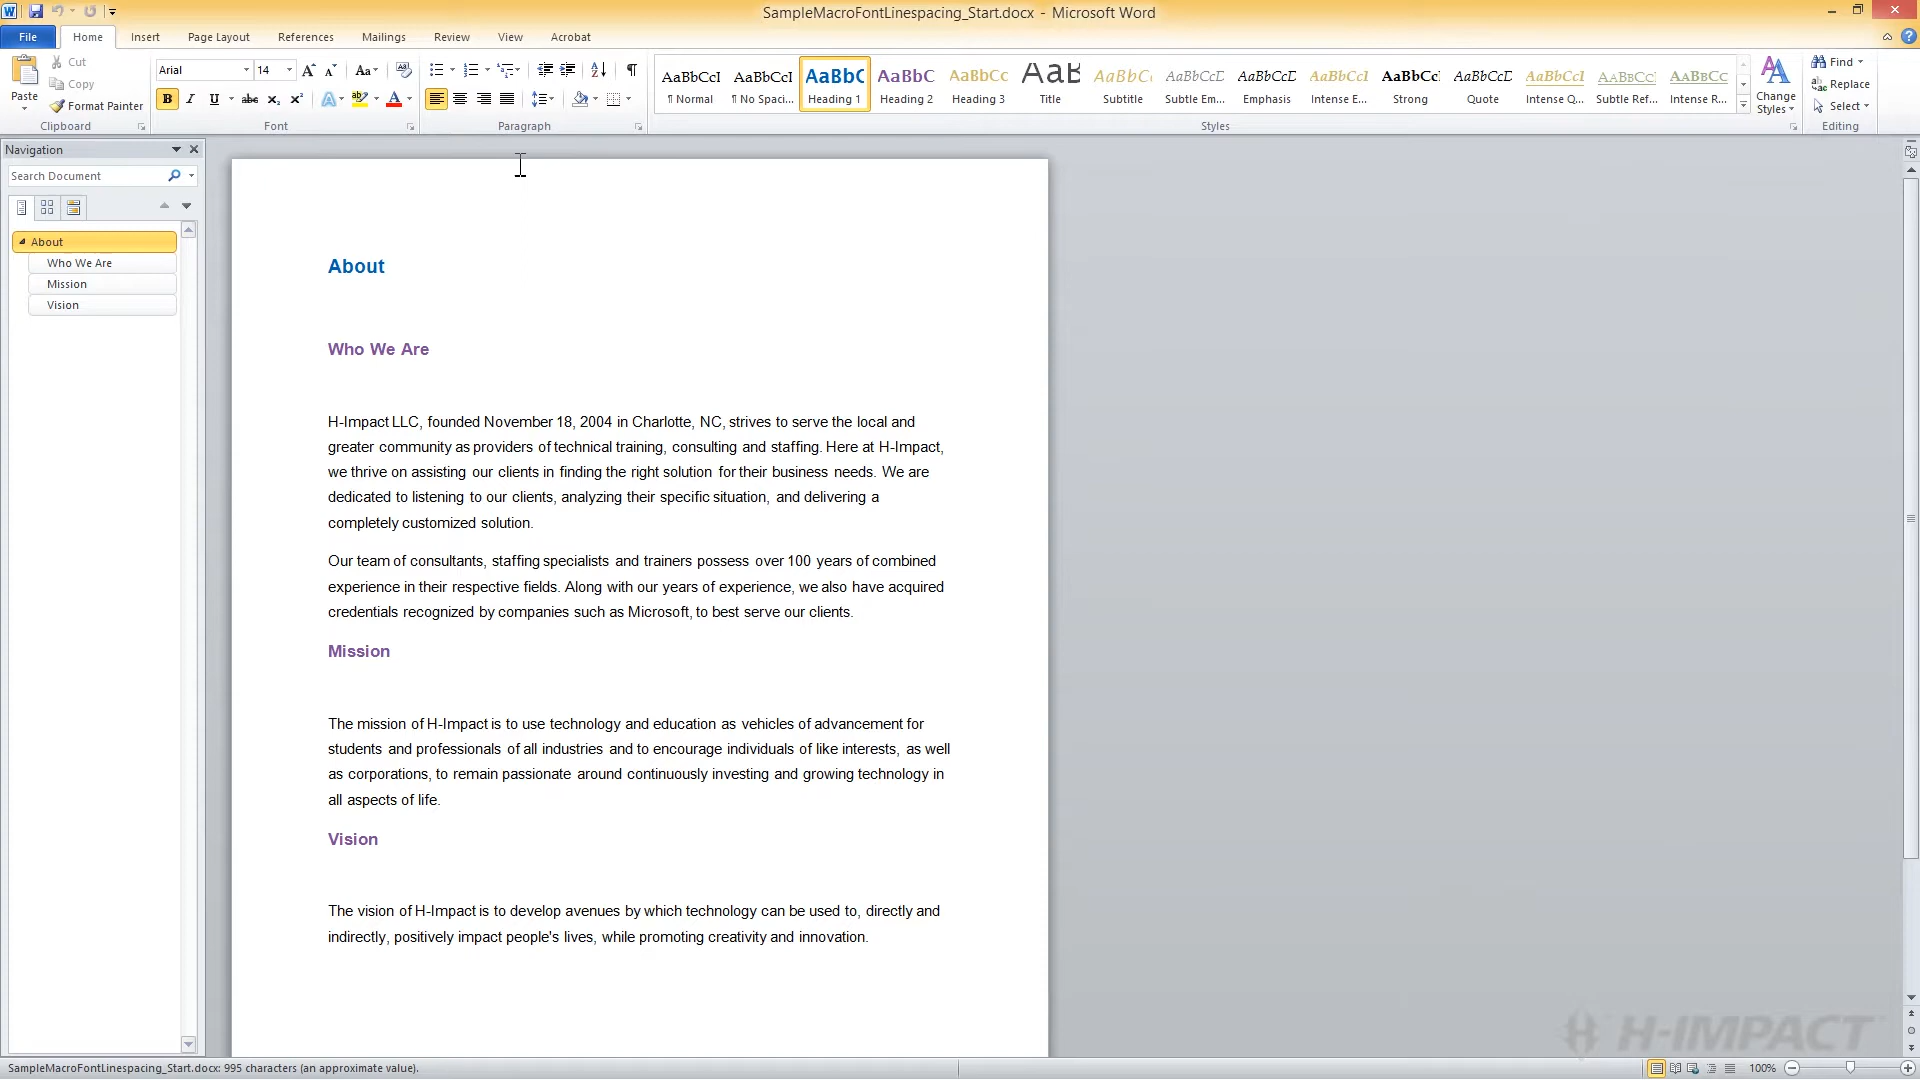 SampleMacroFontLinespacing_Start.docx - Microsoft Word
File Home Insert Page Layout References Mailings Review View Acrobat
Paste
Cut
Copy
Format Painter
Clipboard
Arial 14
Font
Paragraph
AaBbCcI AaBbCcI AaBbC AaBbC AaBbCc AaB AaBbCc AaBbCcD AaBbCcD AaBbCcI AaBbCc AaBbCcD AaBbCcI AaBbCc AaBbCc
¶ Normal ¶ No Spaci... Heading 1 Heading 2 Heading 3 Title Subtitle Subtle Em... Emphasis Intense E... Strong Quote Intense Q... Subtle Ref... Intense R...
Styles
Change
Styles
Find
Replace
Select
Editing
Navigation
Search Document
About
Who We Are
Mission
Vision
About
Who We Are
H-Impact LLC, founded November 18, 2004 in Charlotte, NC, strives to serve the local and
greater community as providers of technical training, consulting and staffing. Here at H-Impact,
we thrive on assisting our clients in finding the right solution for their business needs. We are
dedicated to listening to our clients, analyzing their specific situation, and delivering a
completely customized solution.
Our team of consultants, staffing specialists and trainers possess over 100 years of combined
experience in their respective fields. Along with our years of experience, we also have acquired
credentials recognized by companies such as Microsoft, to best serve our clients.
Mission
The mission of H-Impact is to use technology and education as vehicles of advancement for
students and professionals of all industries and to encourage individuals of like interests, as well
as corporations, to remain passionate around continuously investing and growing technology in
all aspects of life.
Vision
The vision of H-Impact is to develop avenues by which technology can be used to, directly and
indirectly, positively impact people's lives, while promoting creativity and innovation.
H-IMPACT
SampleMacroFontLinespacing_Start.docx: 995 characters (an approximate value).
100%